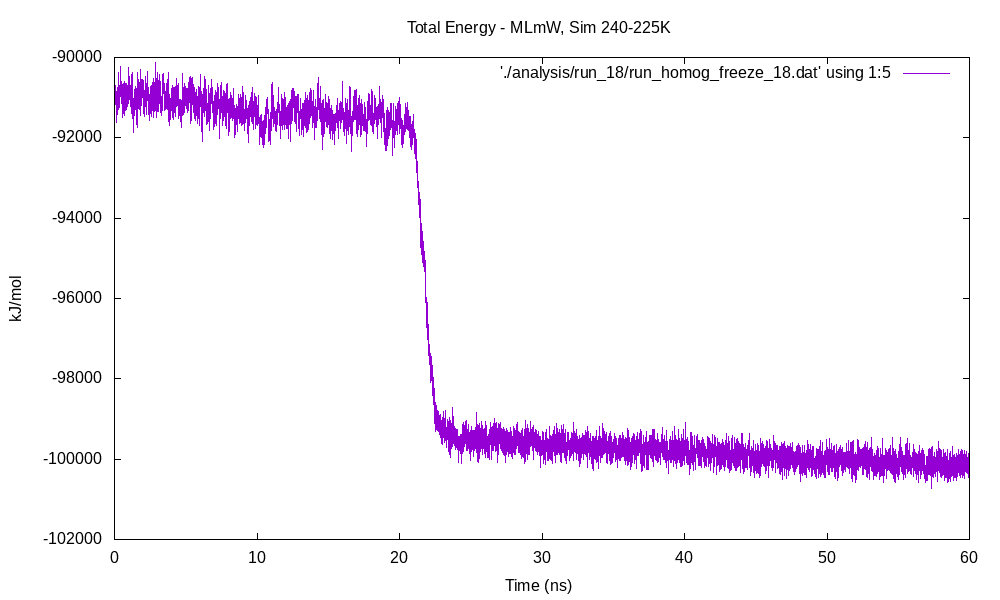 Total Energy - MLmW, Sim 240-225K
'./analysis/run_18/run_homog_freeze_18.dat' using 1:5
-90000
-92000
-94000
-96000
-98000
-100000
-102000
kJ/mol
0 10 20 30 40 50 60
Time (ns)